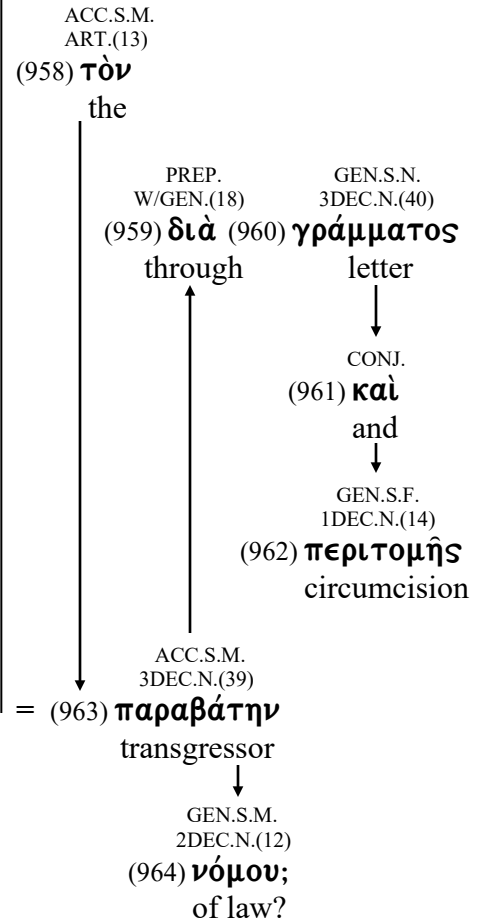 ACC.S.M.
ART.(13)
(958) τὸν
the
PREP. GEN.S.N.
W/GEN.(18) 3DEC.N.(40)
(959) διὰ (960) γράμματος
through letter
CONJ.
(961) καὶ
and
GEN.S.F.
1DEC.N.(14)
(962) περιτομῆς
circumcision
ACC.S.M.
3DEC.N.(39)
= (963) παραβάτην
transgressor
GEN.S.M.
2DEC.N.(12)
(964) νόμου;
of law?